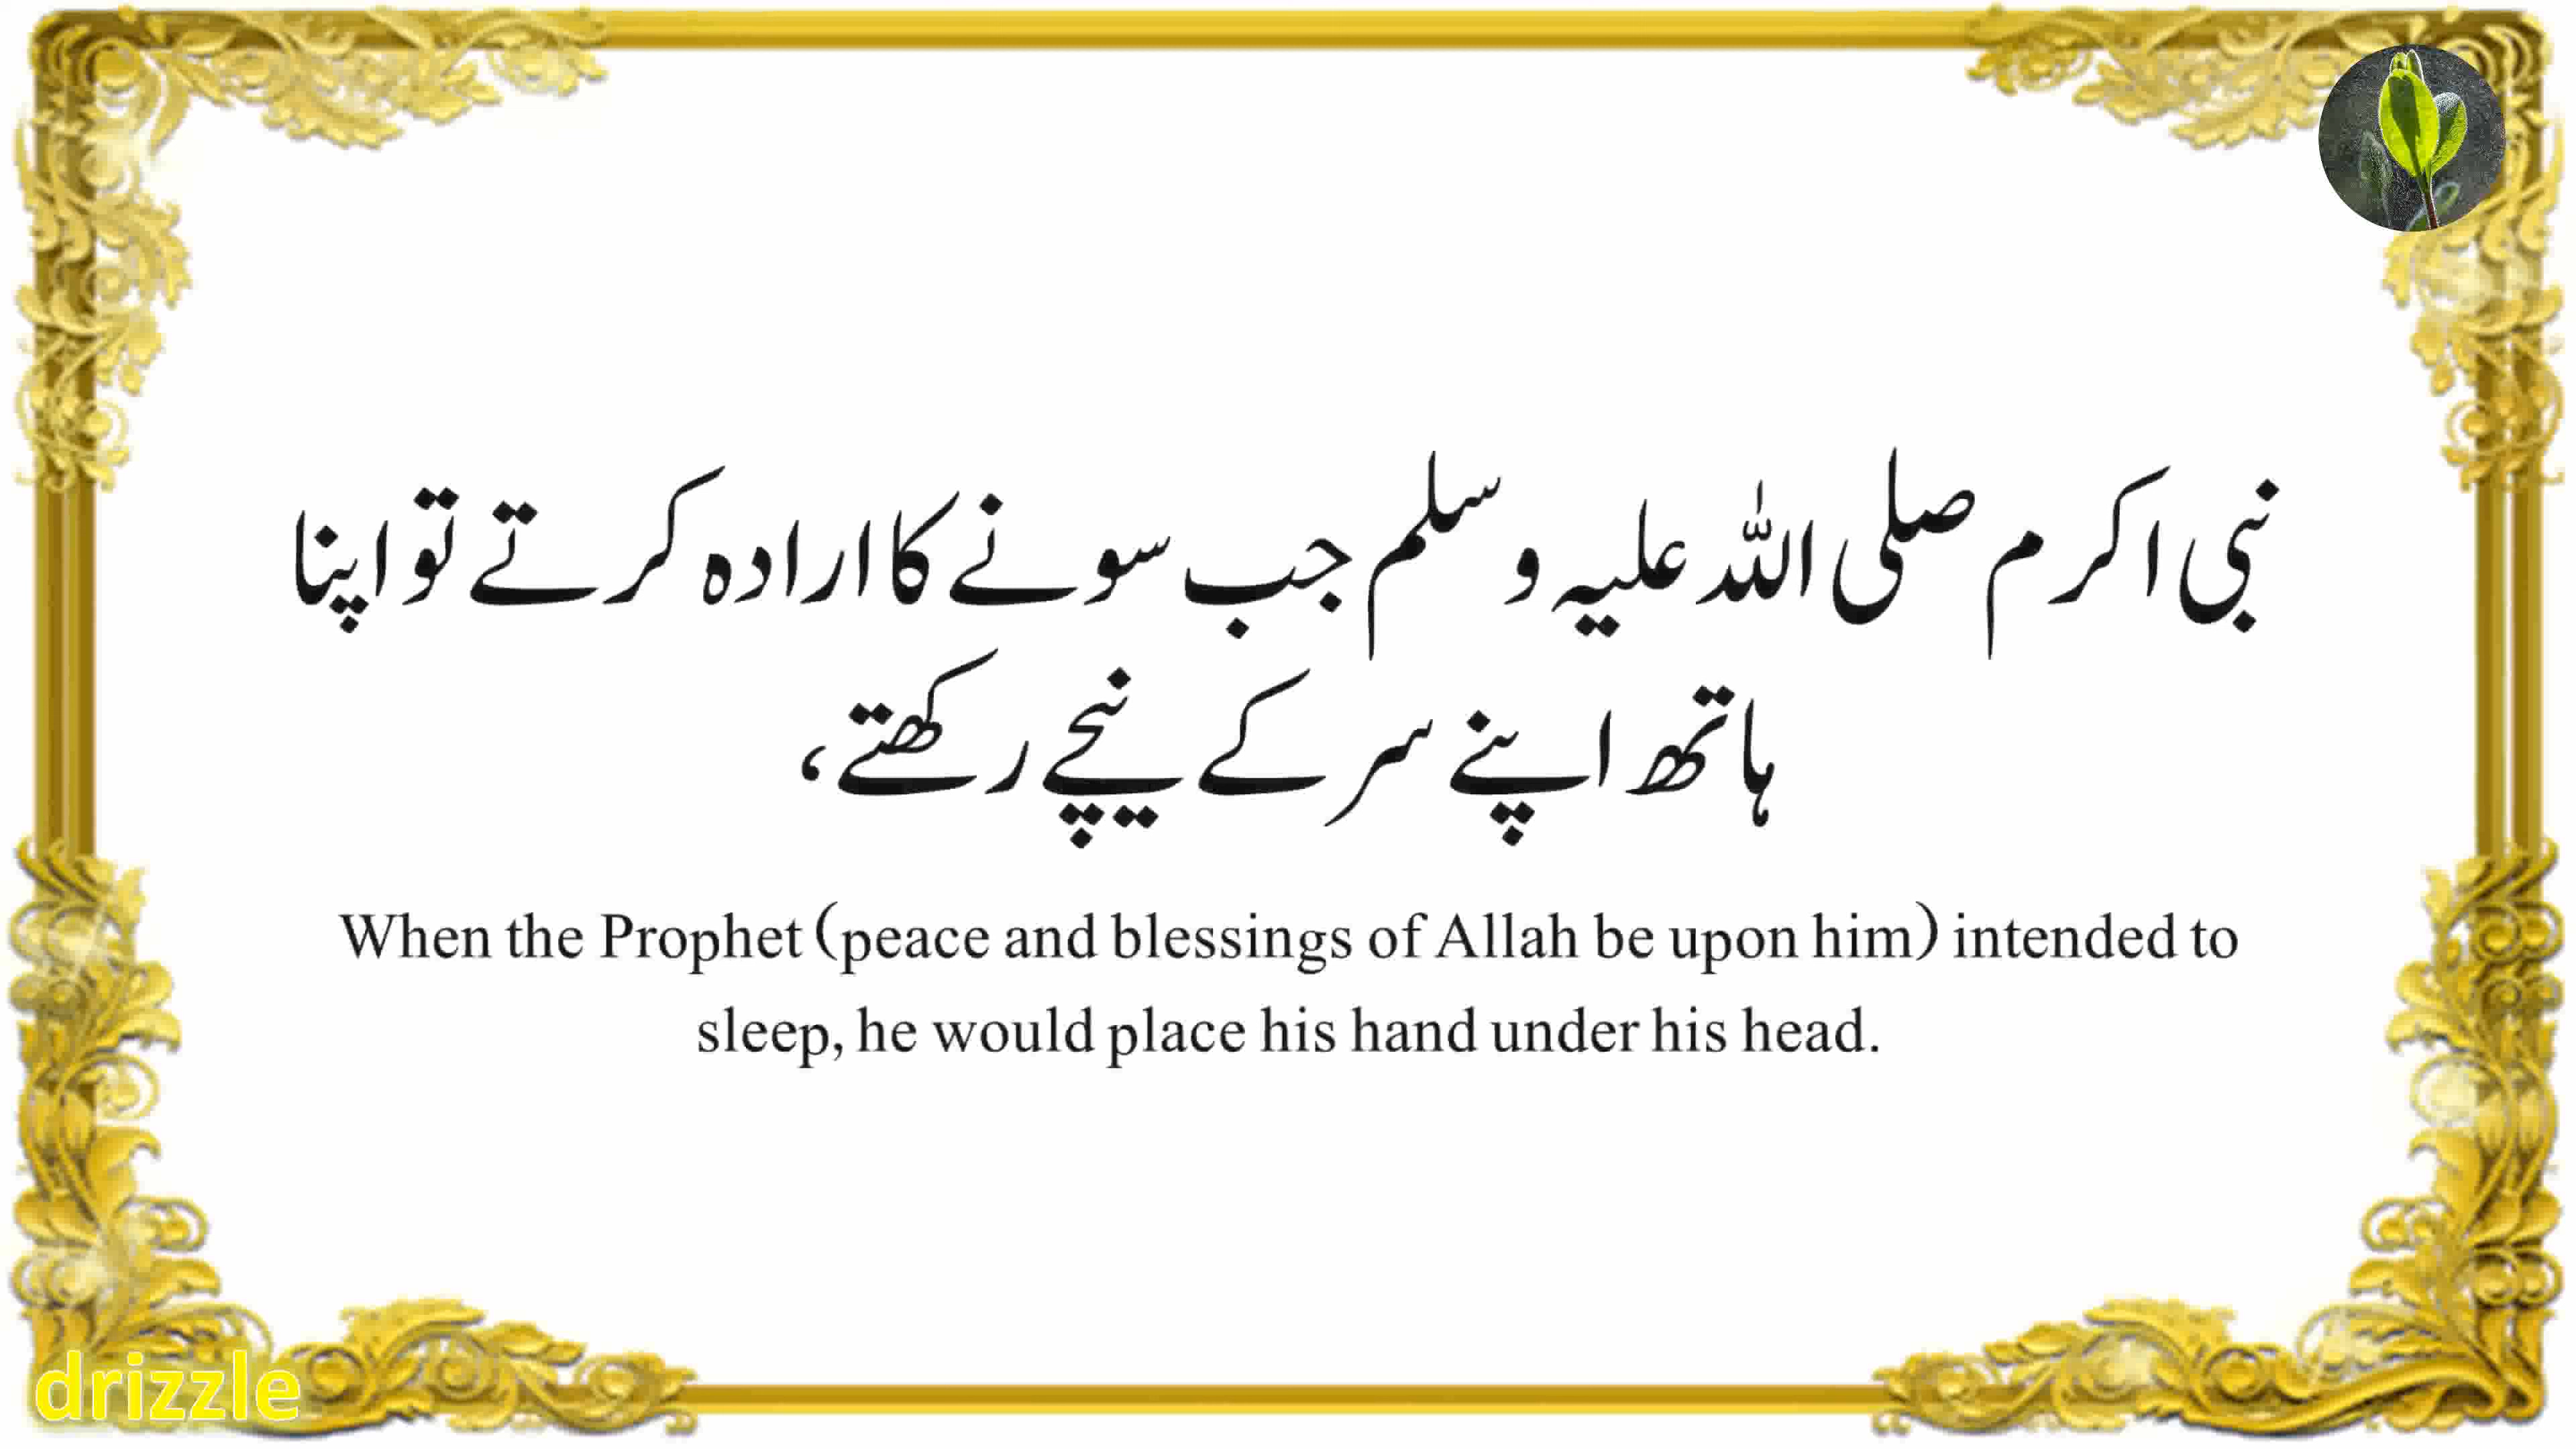 نبی اکرم صلی اللہ علیہ وسلم جب سونے کا ارادہ کرتے تو اپنا
ہاتھ اپنے سر کے نیچے رکھتے،
When the Prophet (peace and blessings of Allah be upon him) intended to
sleep, he would place his hand under his head.
drizzle